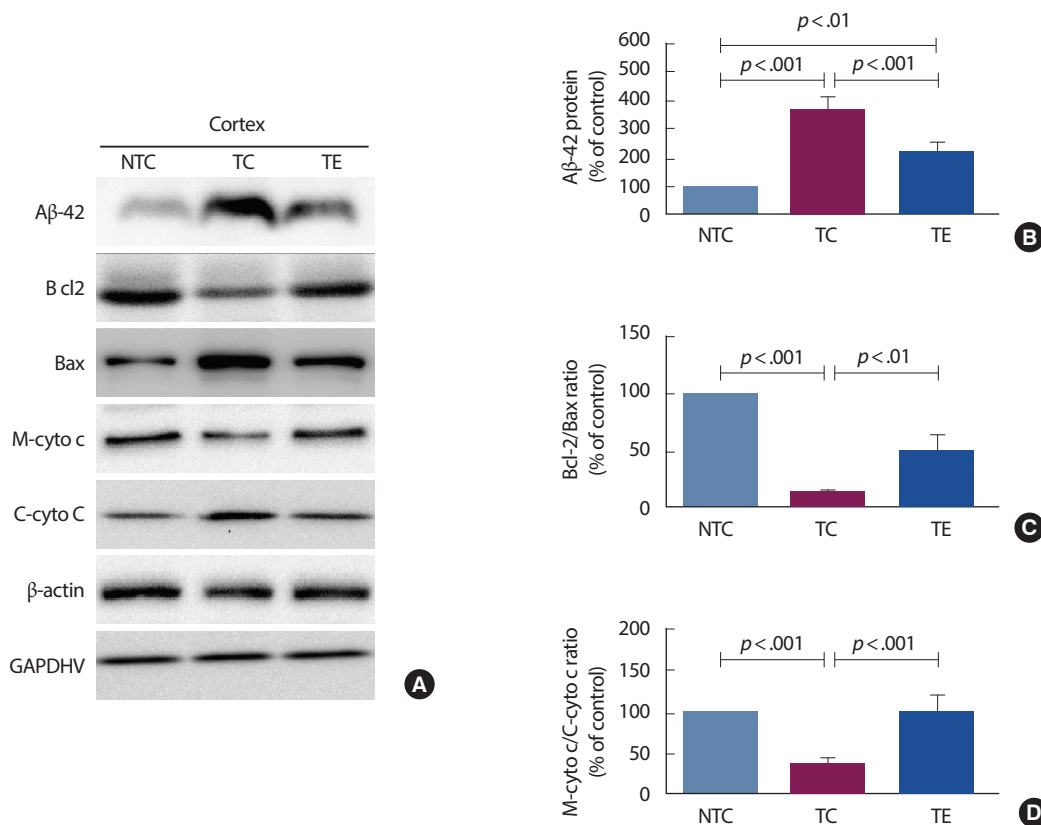 Cortex
NTC TC TE
Aβ-42
B cl2
Bax
M-cyto c
C-cyto C
β-actin
GAPDHV
A
Aβ-42 protein
(% of control)
600
500
400
300
200
100
0
p<.01
p<.001 p<.001
NTC TC TE
B
Bcl-2/Bax ratio
(% of control)
150
100
50
0
p<.001 p<.01
NTC TC TE
C
M-cyto c/C-cyto c ratio
(% of control)
200
150
100
50
0
p<.001 p<.001
NTC TC TE
D